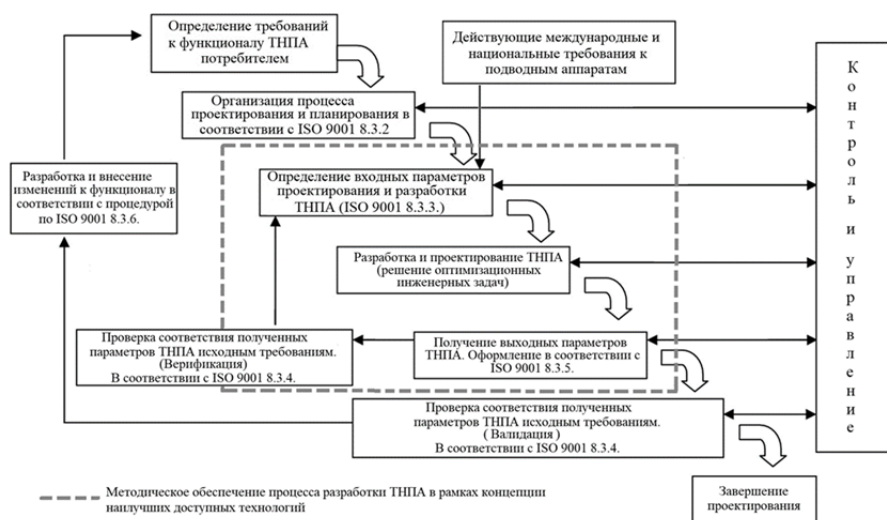 Определение требований
к функционалу ТНПА
потребителем
Действующие международные и
национальные требования к
подводным аппаратам
Организация процесса
проектирования и планирования в
соответствии с ISO 9001 8.3.2
Разработка и внесение
изменений к функционалу в
соответствии с процедурой
по ISO 9001 8.3.6.
Определение входных параметров
проектирования и разработки
ТНПА (ISO 9001 8.3.3.)
Разработка и проектирование ТНПА
(решение оптимизационных
инженерных задач)
Проверка соответствия полученных
параметров ТНПА исходным требованиям.
(Верификация)
В соответствии с ISO 9001 8.3.4.
Получение выходных параметров
ТНПА. Оформление в соответствии с
ISO 9001 8.3.5.
Проверка соответствия полученных
параметров ТНПА исходным требованиям.
( Валидация )
В соответствии с ISO 9001 8.3.4.
Завершение
проектирования
Контроль и управление
Методическое обеспечение процесса разработки ТНПА в рамках концепции
наилучших доступных технологий